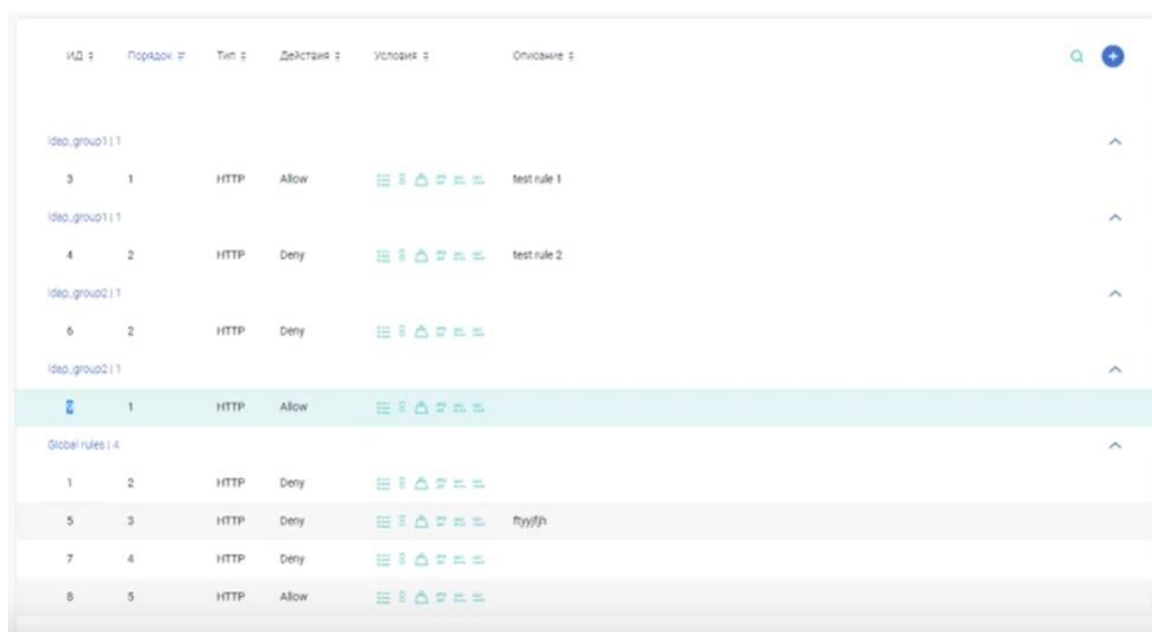 ИД Порядок Тип Действия Условия Описание
ldap_group1 | 1
3 1 HTTP Allow test rule 1
ldap_group1 | 1
4 2 HTTP Deny test rule 2
ldap_group2 | 1
6 2 HTTP Deny
ldap_group2 | 1
1 HTTP Allow
Global rules | 4
1 2 HTTP Deny
5 3 HTTP Deny ftyyjfjh
7 4 HTTP Deny
8 5 HTTP Allow